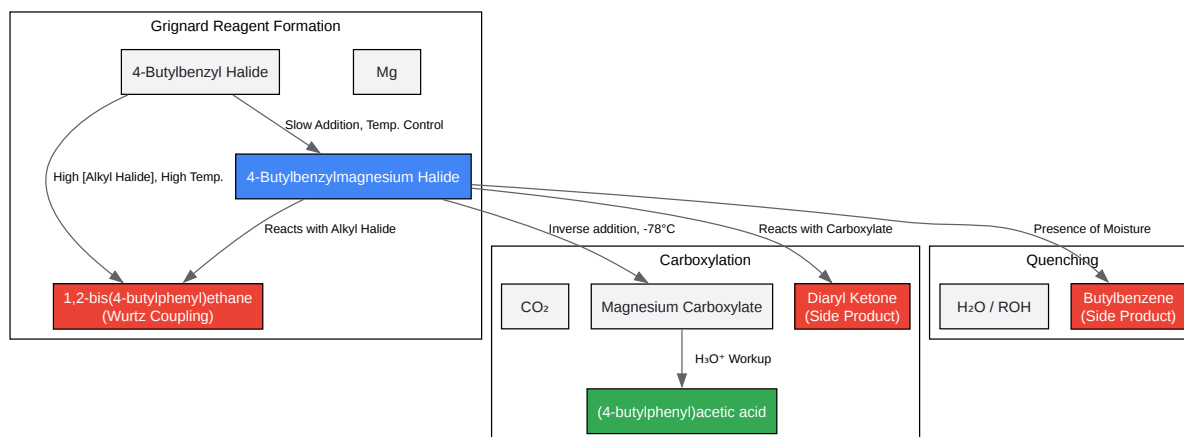 Grignard Reagent Formation
4-Butylbenzyl Halide
Mg
Slow Addition, Temp. Control
High [Alkyl Halide], High Temp.
4-Butylbenzylmagnesium Halide
Reacts with Alkyl Halide
Inverse addition, -78°C
Reacts with Carboxylate
Presence of Moisture
1,2-bis(4-butylphenyl)ethane
(Wurtz Coupling)
Carboxylation
CO₂
Magnesium Carboxylate
Diaryl Ketone
(Side Product)
H₃O⁺ Workup
(4-butylphenyl)acetic acid
Quenching
H₂O / ROH
Butylbenzene
(Side Product)